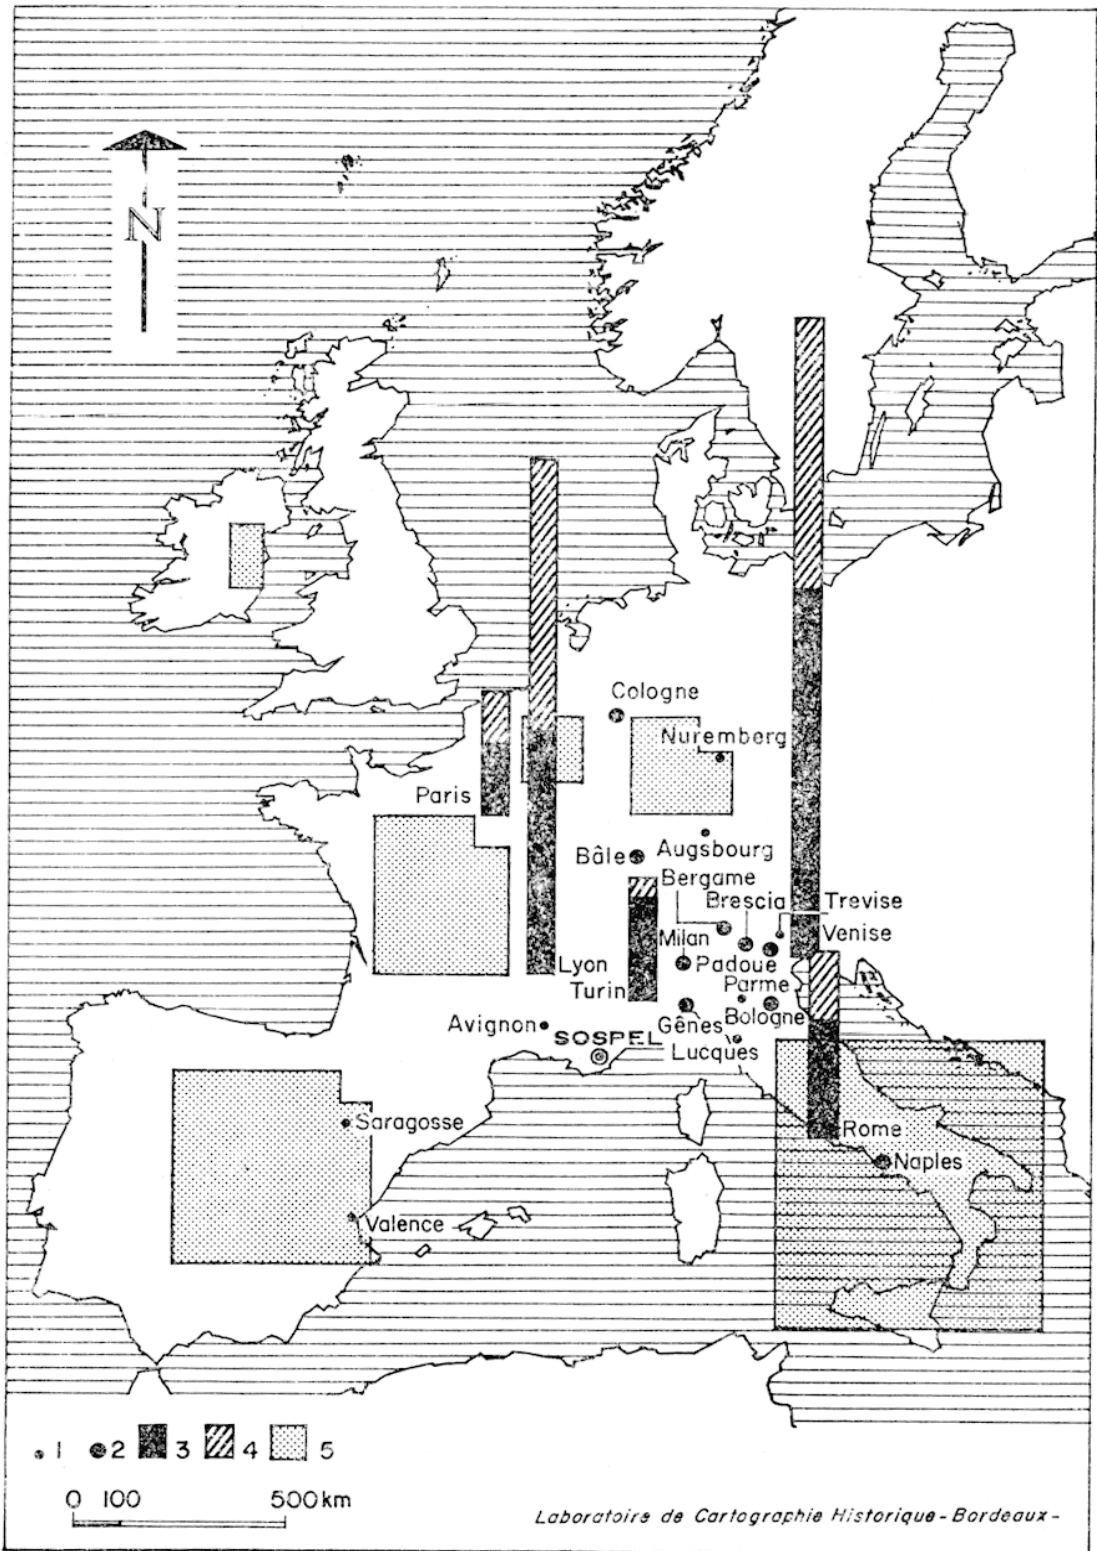 N
Cologne
Nuremberg
Paris
Augsbourg
Bâle
Bergame
Brescia
Trevise
Venise
Milan
Padoue
Lyon
Turin
Parme
Bologne
Gênes
Avignon
SOSPEL
Lucques
Saragosse
Rome
Naples
Valence
1 2 3 4 5
0 100 500km
Laboratoire de Cartographie Historique - Bordeaux -